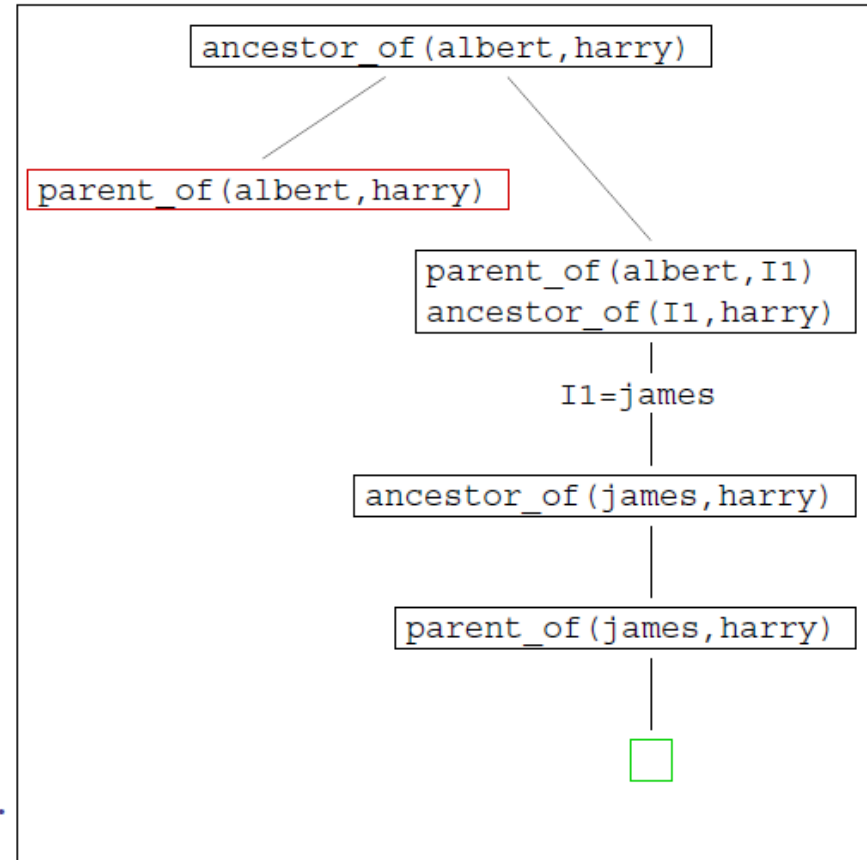 ancestor_of(albert,harry)
parent_of(albert,harry)
parent_of(albert,I1)
ancestor_of(I1,harry)
I1=james
ancestor_of(james,harry)
parent_of(james,harry)
.